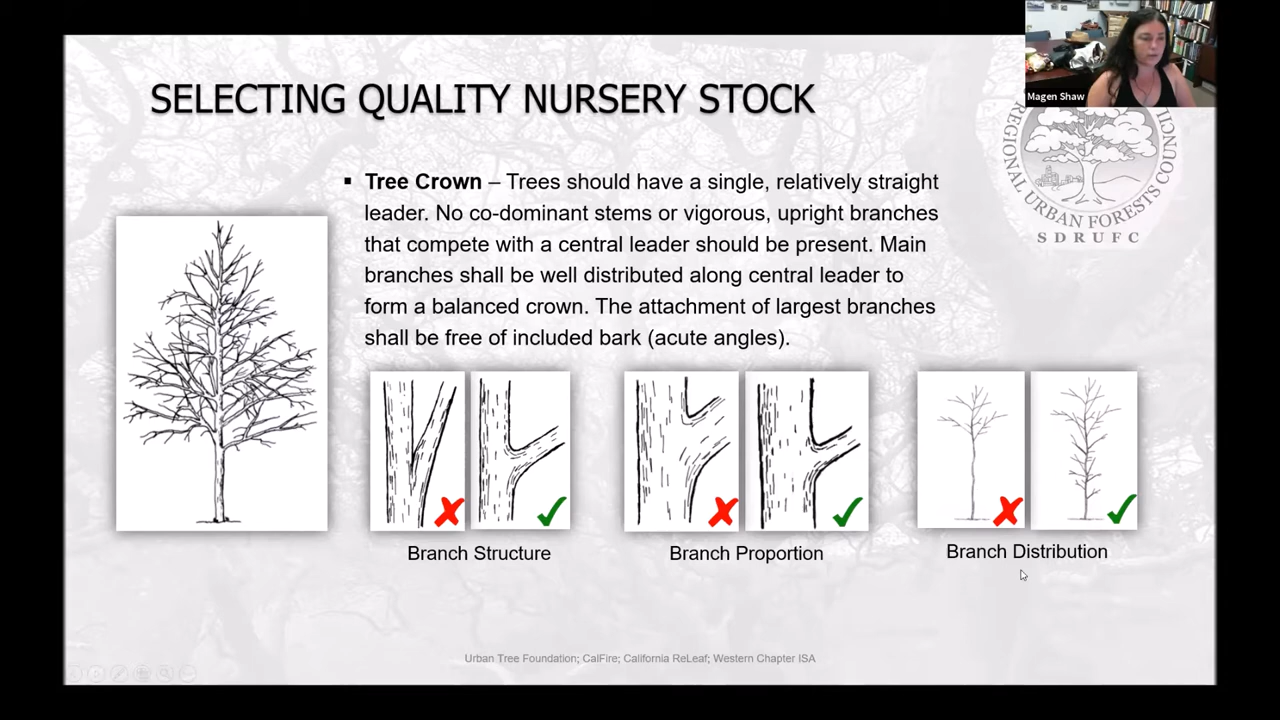 SELECTING QUALITY NURSERY STOCK
Magen Shaw
REGIONAL URBAN FORESTS COUNCIL
SDRUFC
▪ Tree Crown – Trees should have a single, relatively straight
leader. No co-dominant stems or vigorous, upright branches
that compete with a central leader should be present. Main
branches shall be well distributed along central leader to
form a balanced crown. The attachment of largest branches
shall be free of included bark (acute angles).
Branch Structure
Branch Proportion
Branch Distribution
Urban Tree Foundation; CalFire; California ReLeaf; Western Chapter ISA